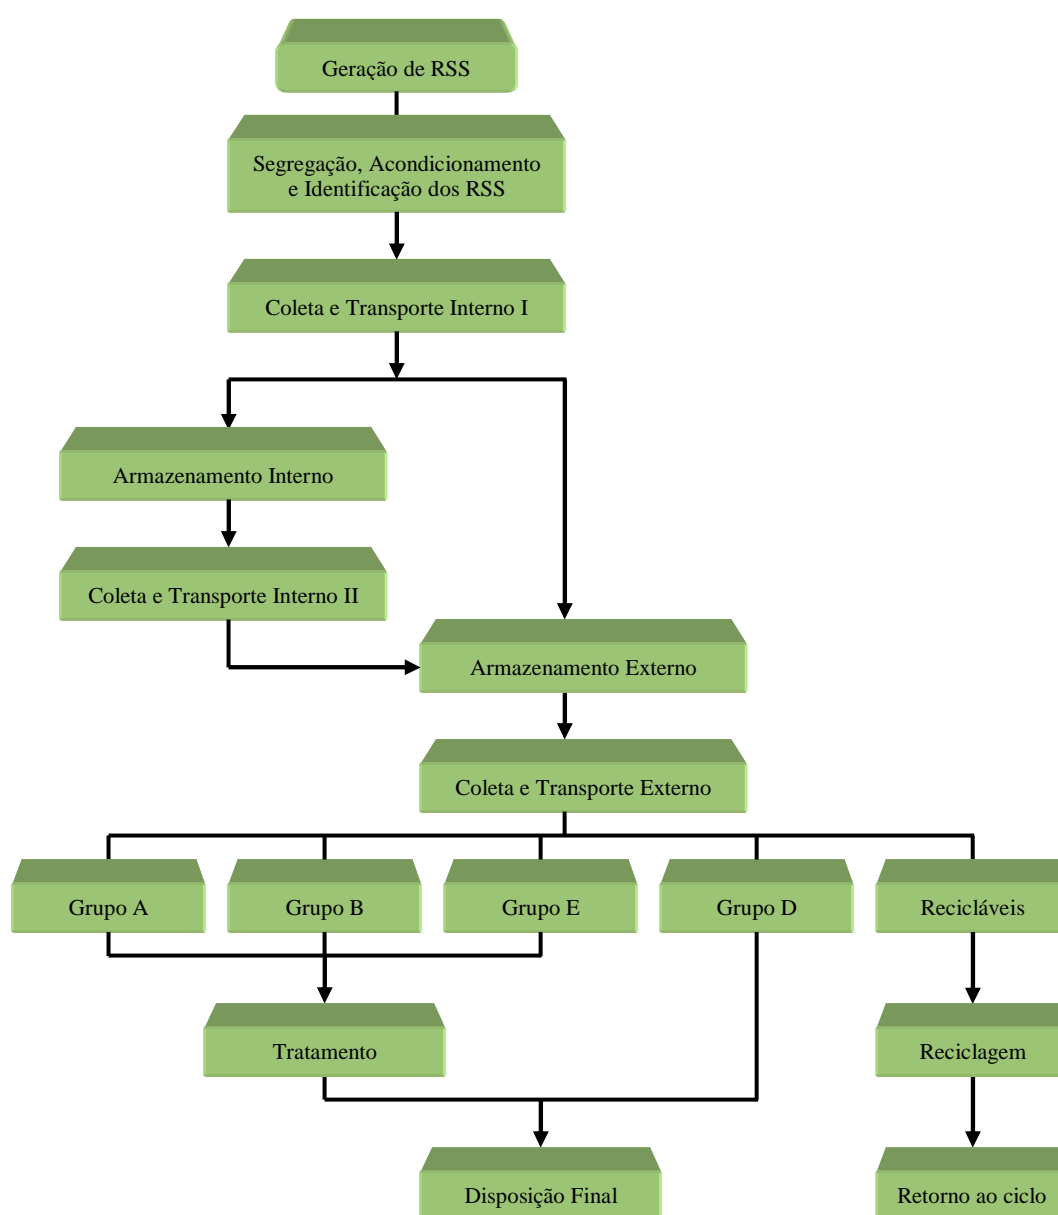 Geração de RSS
Segregação, Acondicionamento
e Identificação dos RSS
Coleta e Transporte Interno I
Armazenamento Interno
Coleta e Transporte Interno II
Armazenamento Externo
Coleta e Transporte Externo
Grupo A
Grupo B
Grupo E
Grupo D
Recicláveis
Tratamento
Reciclagem
Disposição Final
Retorno ao ciclo